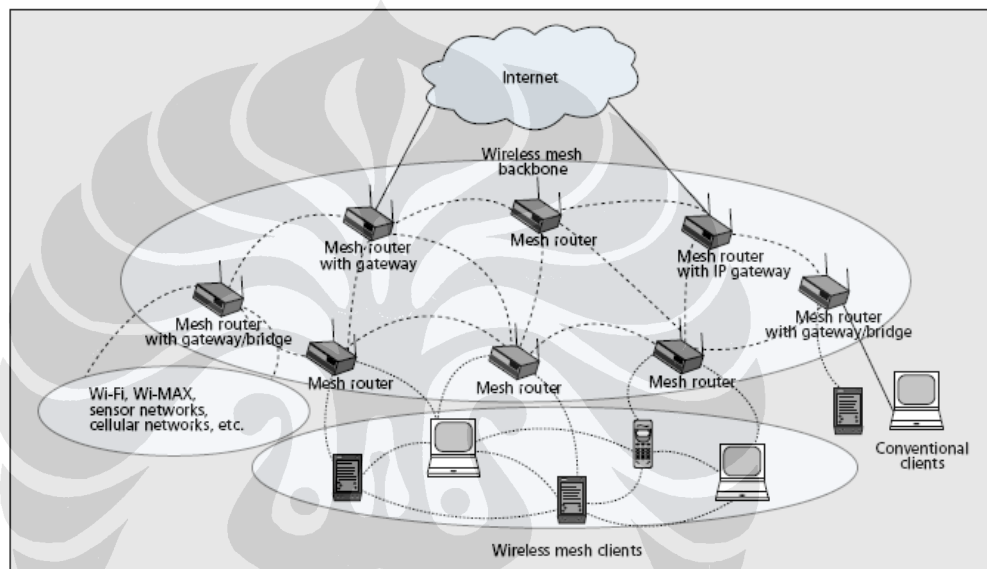 Internet
Wireless mesh
backbone
Mesh router
with gateway
Mesh router
Mesh router
with IP gateway
Mesh router
with gateway/bridge
Mesh router
with gateway/bridge
Mesh router
Mesh router
Mesh router
Wi-Fi, Wi-MAX,
sensor networks,
cellular networks, etc.
Conventional
clients
Wireless mesh clients